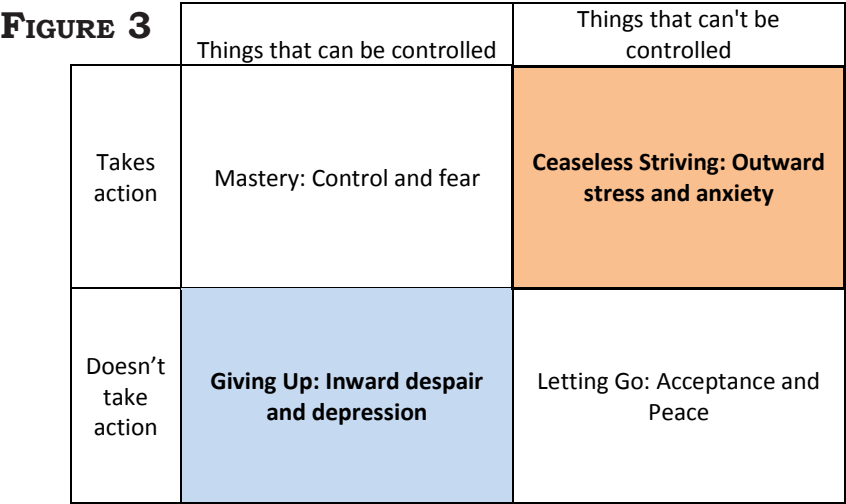 FIGURE 3
Things that can be controlled
Things that can't be
controlled
Takes
action
Mastery: Control and fear
Ceaseless Striving: Outward
stress and anxiety
Doesn’t
take
action
Giving Up: Inward despair
and depression
Letting Go: Acceptance and
Peace